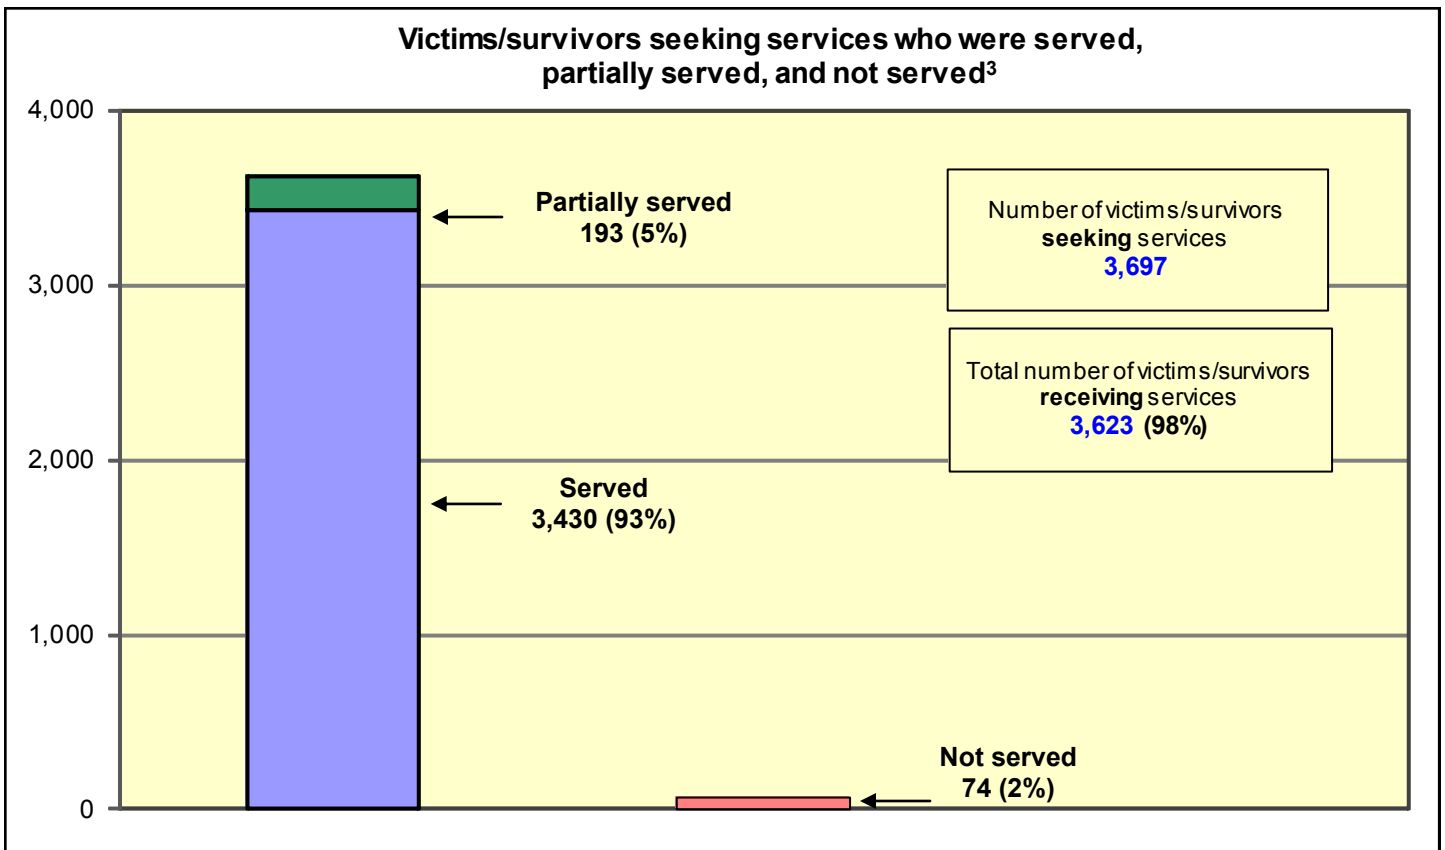 Victims/survivors seeking services who were served,
partially served, and not served³
4,000
3,000
2,000
1,000
0
Partially served
193 (5%)
Served
3,430 (93%)
Not served
74 (2%)
Number of victims/survivors
seeking services
3,697
Total number of victims/survivors
receiving services
3,623 (98%)